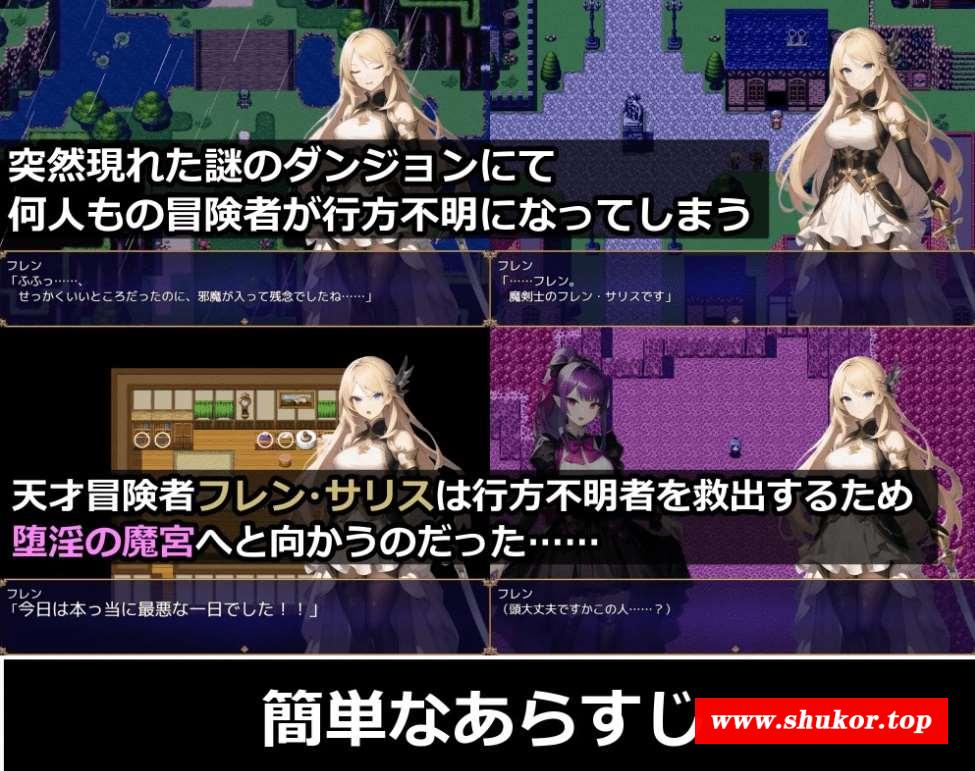 突然現れた謎のダンジョンにて
何人もの冒険者が行方不明になってしまう
フレン
「ふふっ……、
せっかくいいところだったのに、邪魔が入って残念でしたね……」
フレン
「……フレン。
魔剣士のフレン・サリスです」
天才冒険者フレン・サリスは行方不明者を救出するため
堕淫の魔宮へと向かうのだった……
フレン
「今日は本っ当に最悪な一日でした！！」
フレン
（頭大丈夫ですかこの人……？）
簡単なあらすじ
www.shukor.top